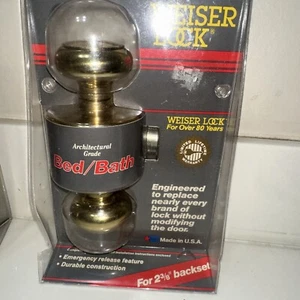 WEISER
LOCK®
WEISER LOCK
For Over 80 Years
Architectural
Grade
Bed/Bath
Engineered
to replace
nearly every
brand of
lock without
modifying
the door.
Made in U.S.A.
• Emergency release feature
• Durable construction
For 2⅜" backset